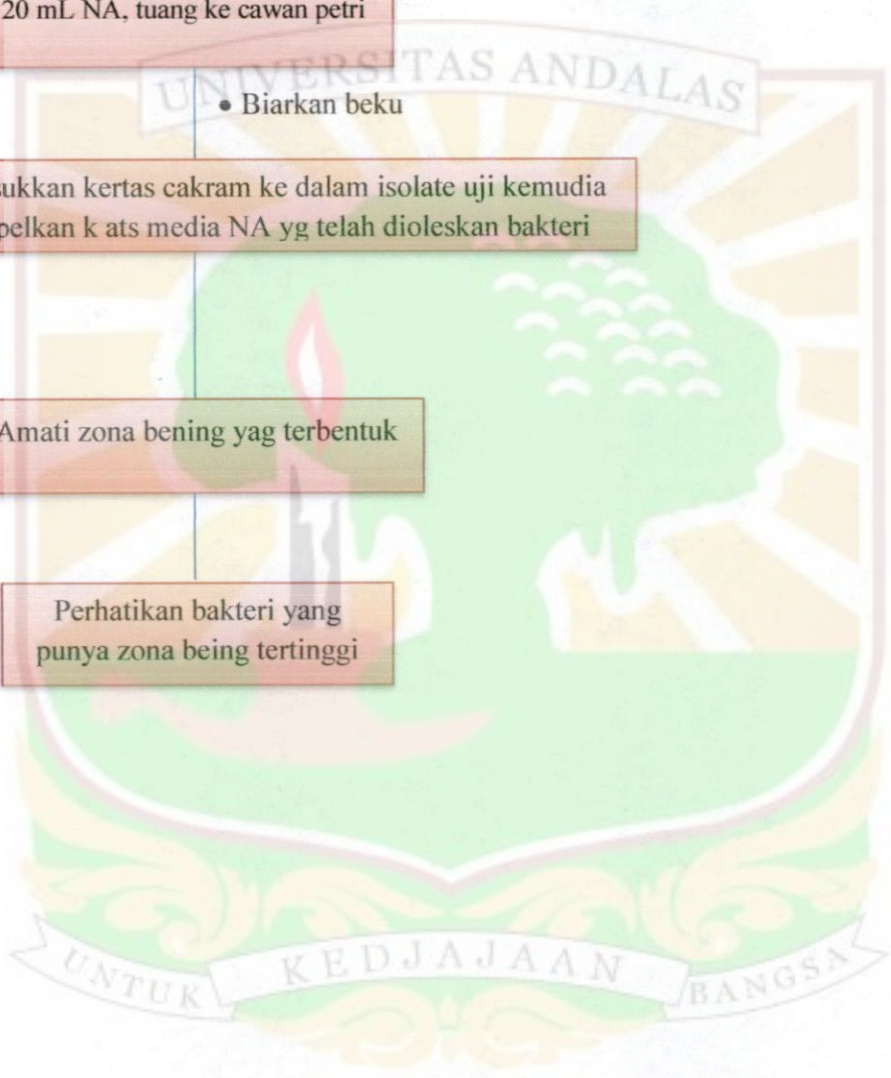 20 mL NA, tuang ke cawan petri
UNIVERSITAS ANDALAS
• Biarkan beku
sukkan kertas cakram ke dalam isolate uji kemudia
pelkan k ats media NA yg telah dioleskan bakteri
Amati zona bening yag terbentuk
Perhatikan bakteri yang
punya zona being tertinggi
UNTUK KEDJAJAAN BANGSA